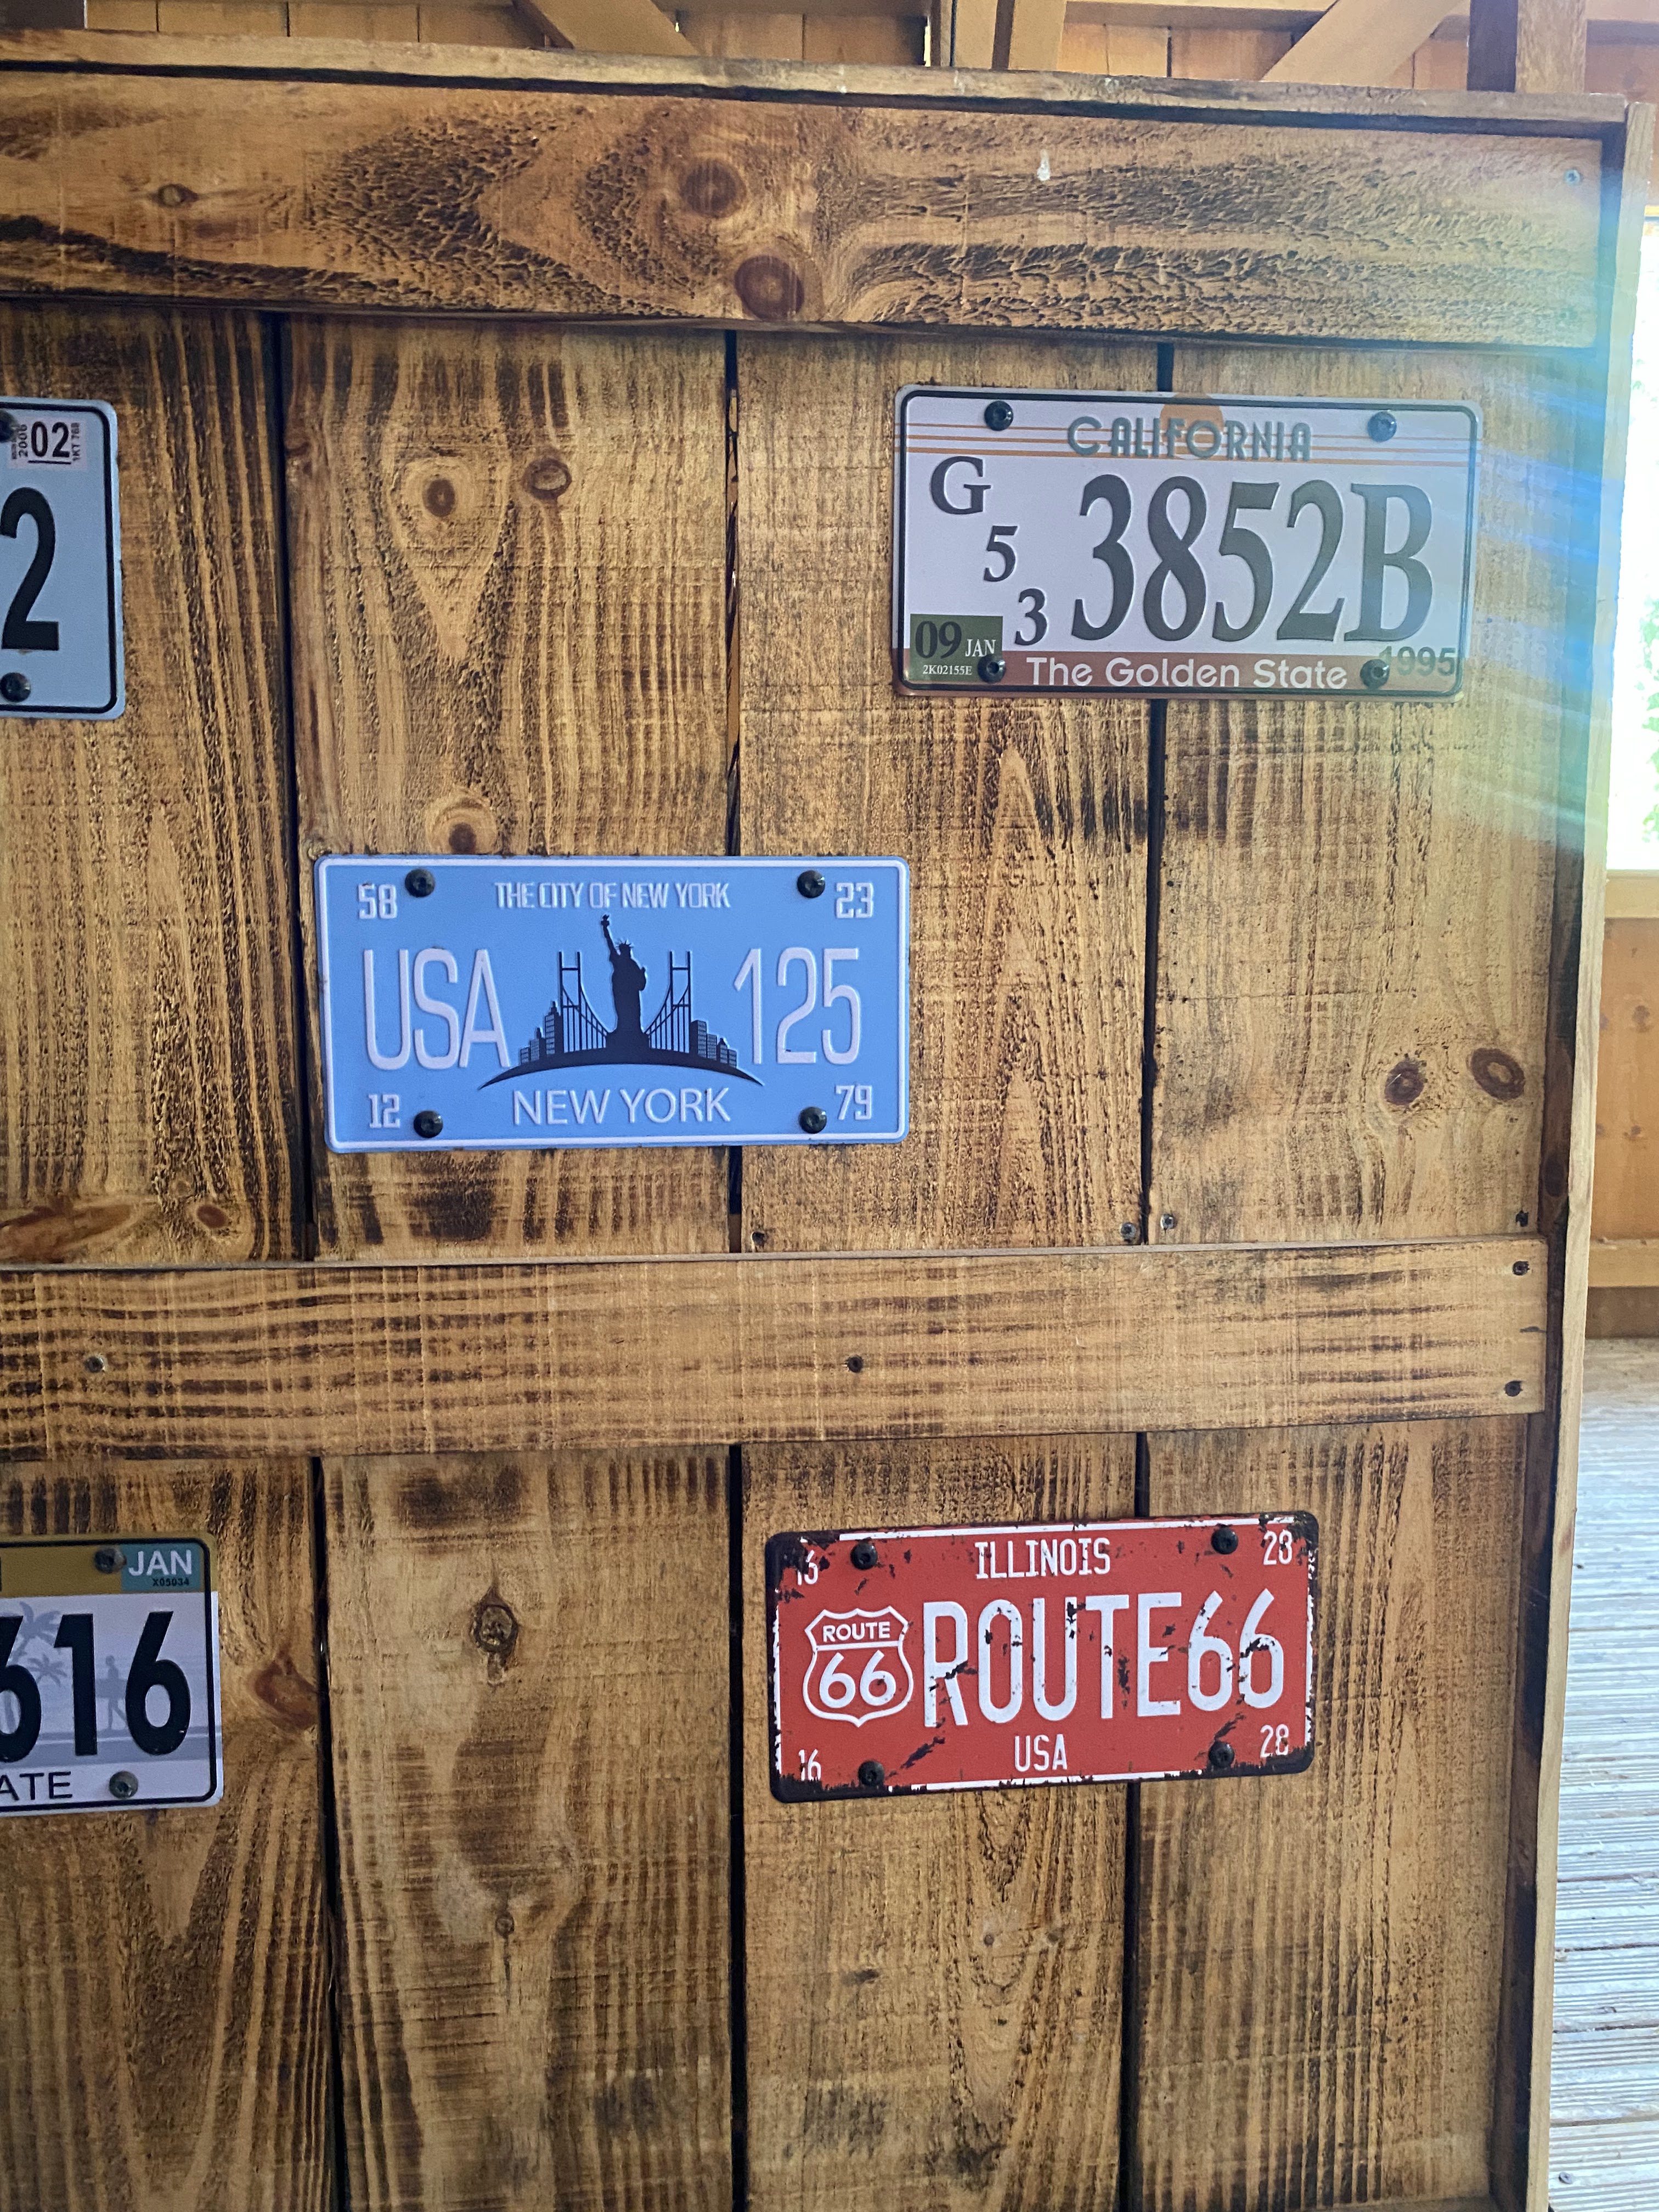 2006 02
1KT 768
2
CALIFORNIA
G
5
3
3852B
09 JAN
2K02155E
The Golden State
1995
58 THE CITY OF NEW YORK 23
USA 125
12 NEW YORK 79
JAN
X05034
616
ATE
16 ILLINOIS 28
ROUTE
66
ROUTE66
16 USA 28